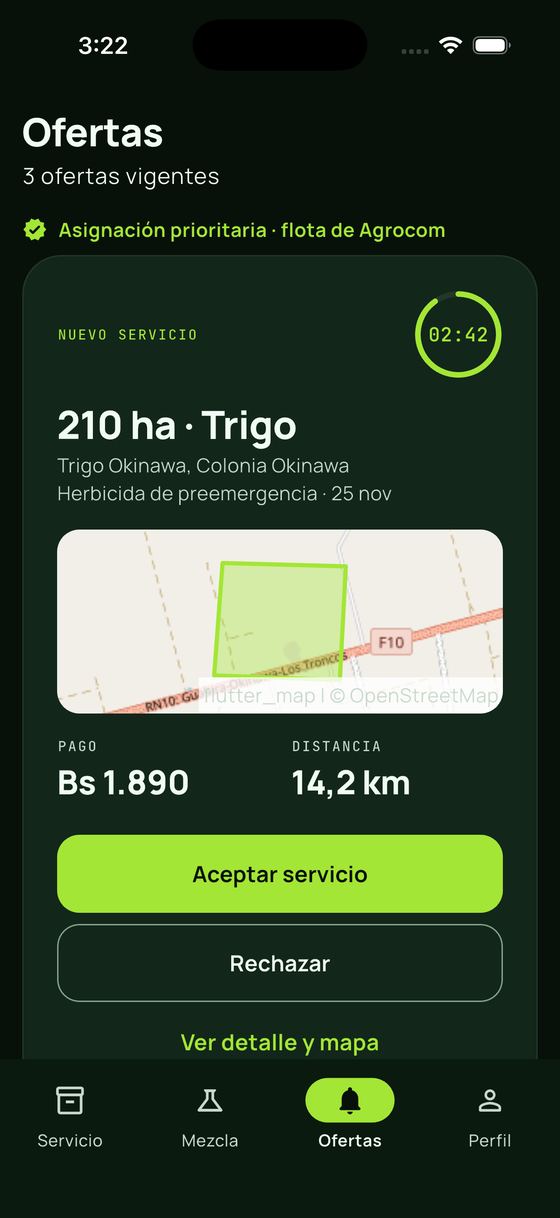 3:22
Ofertas
3 ofertas vigentes
Asignación prioritaria · flota de Agrocom
NUEVO SERVICIO
02:42
210 ha · Trigo
Trigo Okinawa, Colonia Okinawa
Herbicida de preemergencia · 25 nov
F10
RN10: Okinawa-Los Troncos
flutter_map | © OpenStreetMap
PAGO
DISTANCIA
Bs 1.890
14,2 km
Aceptar servicio
Rechazar
Ver detalle y mapa
Servicio
Mezcla
Ofertas
Perfil